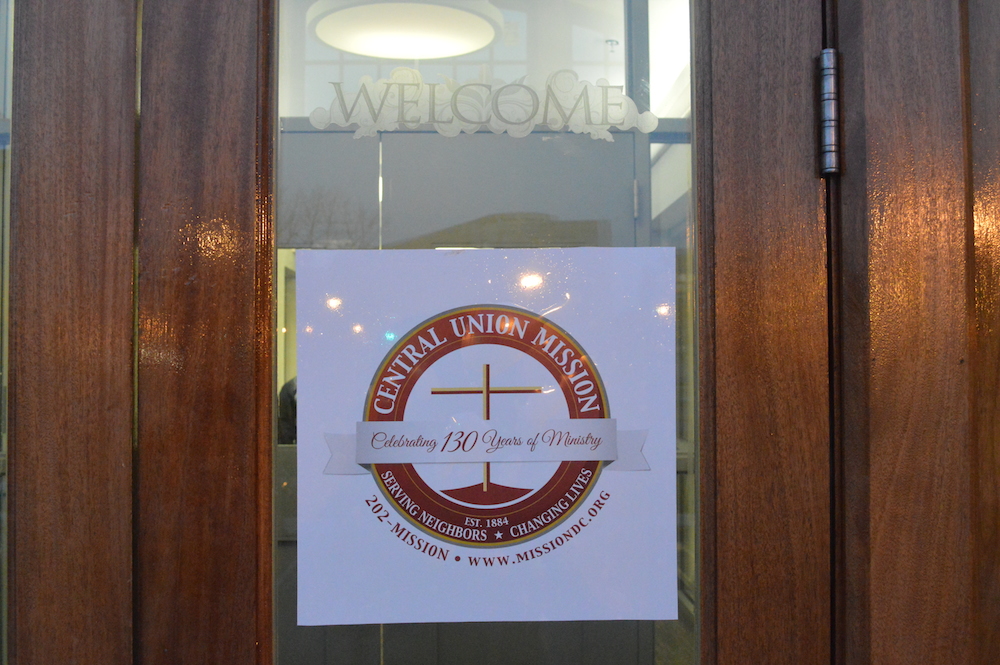 WELCOME
CENTRAL UNION MISSION
Celebrating 130 Years of Ministry
EST. 1884
SERVING NEIGHBORS ★ CHANGING LIVES
202-MISSION • WWW.MISSIONDC.ORG